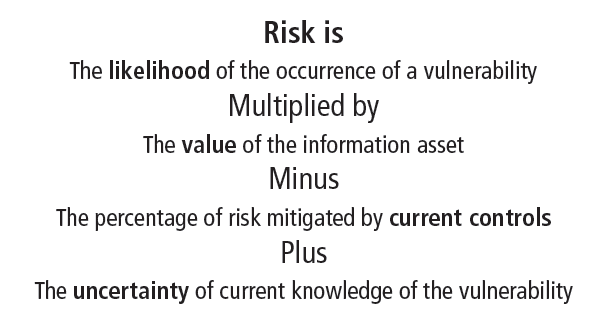 Risk is
The likelihood of the occurrence of a vulnerability
Multiplied by
The value of the information asset
Minus
The percentage of risk mitigated by current controls
Plus
The uncertainty of current knowledge of the vulnerability